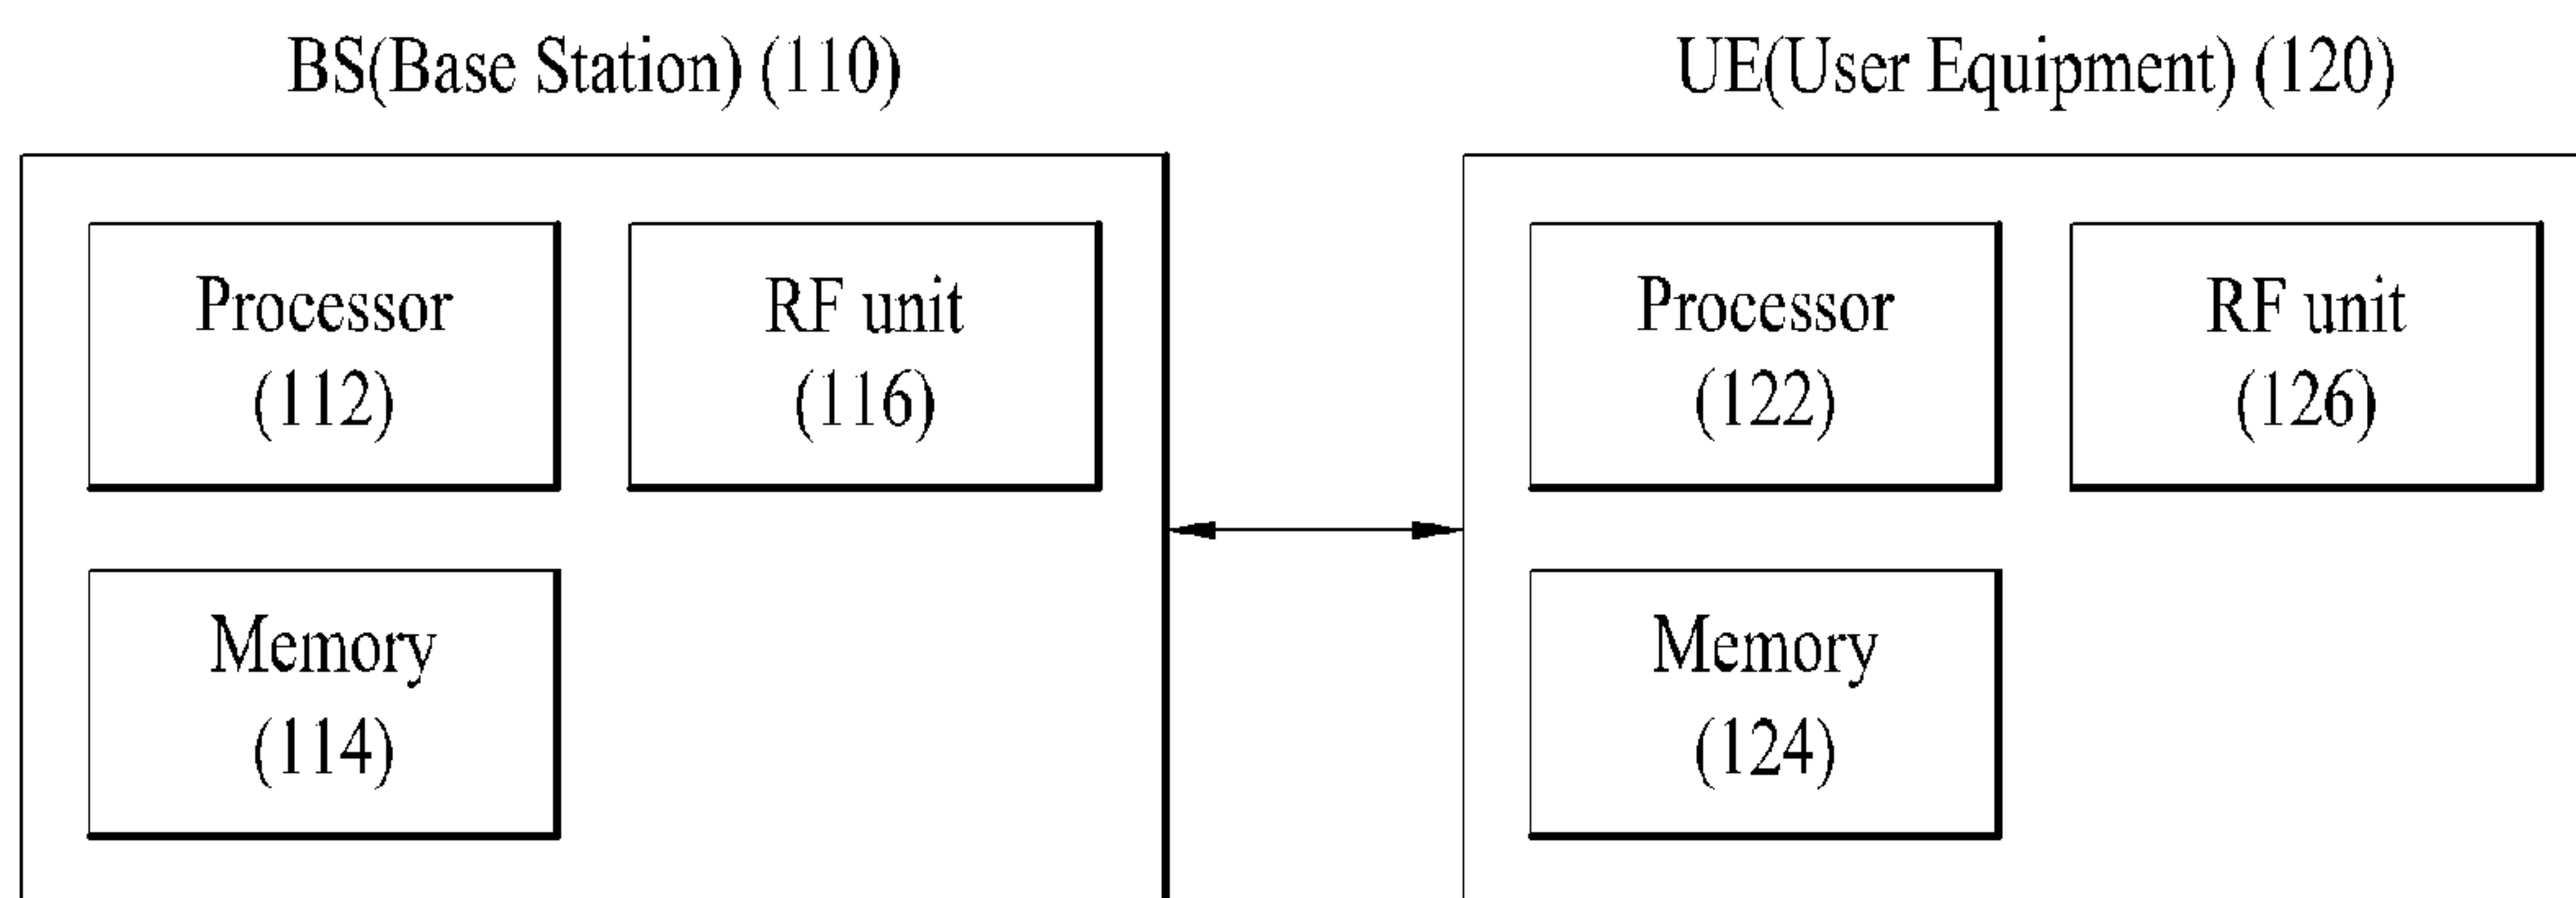 BS(Base Station) (110)
UE(User Equipment) (120)
Processor
(112)
RF unit
(116)
Memory
(114)
Processor
(122)
RF unit
(126)
Memory
(124)